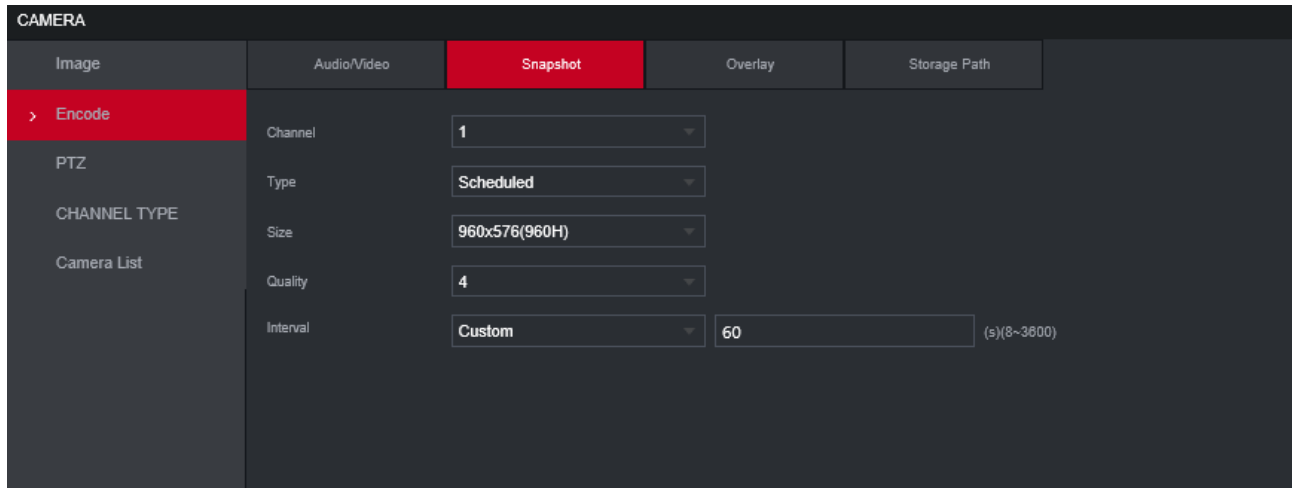 CAMERA
Image
Audio/Video
Snapshot
Overlay
Storage Path
Encode
PTZ
CHANNEL TYPE
Camera List
Channel 1
Type Scheduled
Size 960x576(960H)
Quality 4
Interval Custom 60 (s)(8~3600)